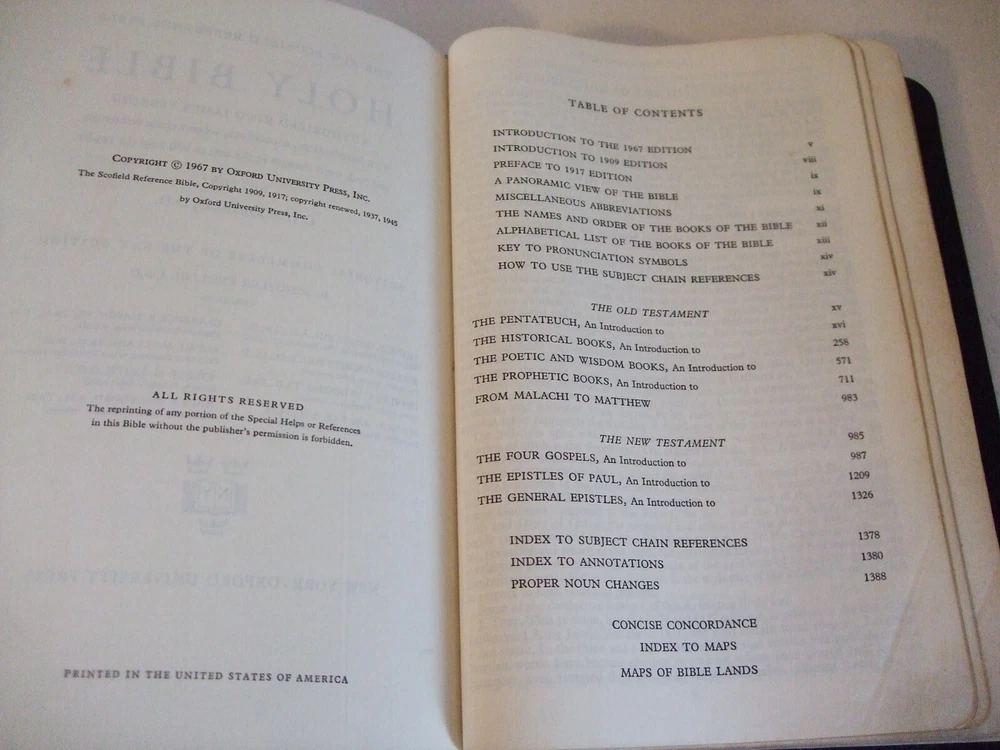 COPYRIGHT © 1967 BY OXFORD UNIVERSITY PRESS, INC.
The Scofield Reference Bible, Copyright 1909, 1917; copyright renewed, 1937, 1945
by Oxford University Press, Inc.
ALL RIGHTS RESERVED
The reprinting of any portion of the Special Helps or References
in this Bible without the publisher's permission is forbidden.
PRINTED IN THE UNITED STATES OF AMERICA
TABLE OF CONTENTS
INTRODUCTION TO THE 1967 EDITION v
INTRODUCTION TO 1909 EDITION viii
PREFACE TO 1917 EDITION ix
A PANORAMIC VIEW OF THE BIBLE ix
MISCELLANEOUS ABBREVIATIONS xi
THE NAMES AND ORDER OF THE BOOKS OF THE BIBLE xii
ALPHABETICAL LIST OF THE BOOKS OF THE BIBLE xiii
KEY TO PRONUNCIATION SYMBOLS xiv
HOW TO USE THE SUBJECT CHAIN REFERENCES xiv
THE OLD TESTAMENT xv
THE PENTATEUCH, An Introduction to xvi
THE HISTORICAL BOOKS, An Introduction to 258
THE POETIC AND WISDOM BOOKS, An Introduction to 571
THE PROPHETIC BOOKS, An Introduction to 711
FROM MALACHI TO MATTHEW 983
THE NEW TESTAMENT 985
THE FOUR GOSPELS, An Introduction to 987
THE EPISTLES OF PAUL, An Introduction to 1209
THE GENERAL EPISTLES, An Introduction to 1326
INDEX TO SUBJECT CHAIN REFERENCES 1378
INDEX TO ANNOTATIONS 1380
PROPER NOUN CHANGES 1388
CONCISE CONCORDANCE
INDEX TO MAPS
MAPS OF BIBLE LANDS